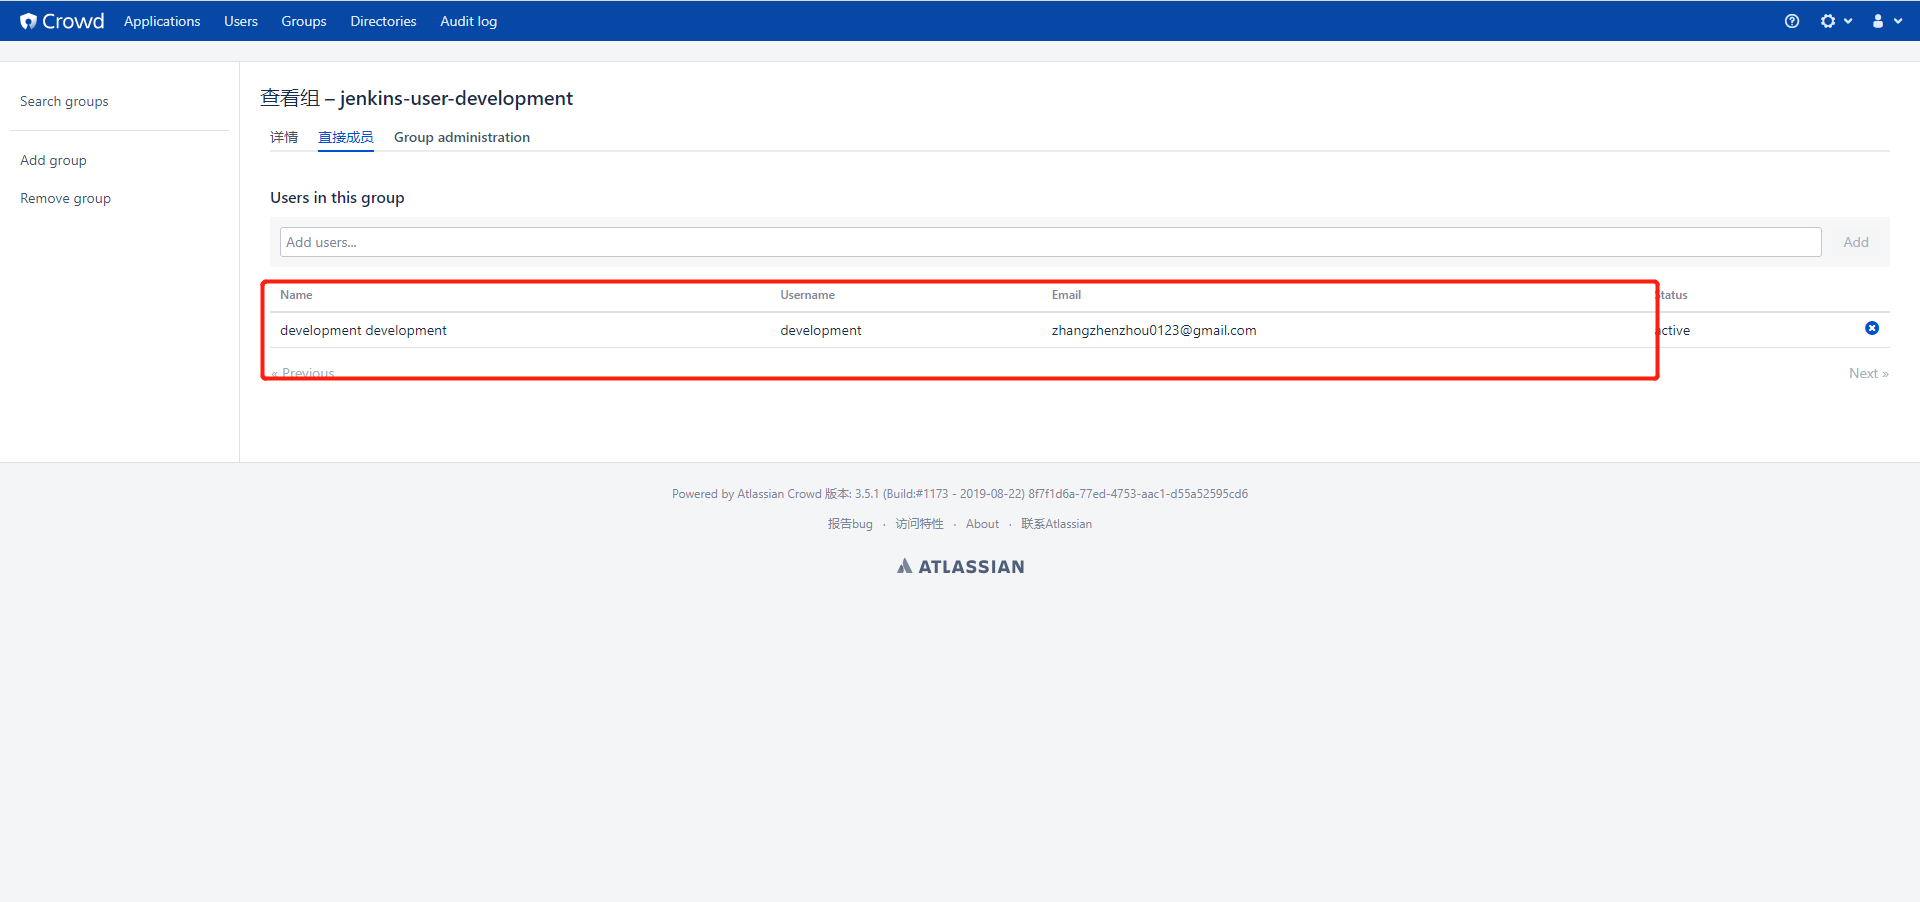 Crowd Applications Users Groups Directories Audit log
Search groups
Add group
Remove group
查看组 – jenkins-user-development
详情 直接成员 Group administration
Users in this group
Add users... Add
Name Username Email Status
development development development zhangzhenzhou0123@gmail.com active
« Previous Next »
Powered by Atlassian Crowd 版本: 3.5.1 (Build:#1173 - 2019-08-22) 8f7f1d6a-77ed-4753-aac1-d55a52595cd6
报告bug · 访问特性 · About · 联系Atlassian
ATLASSIAN